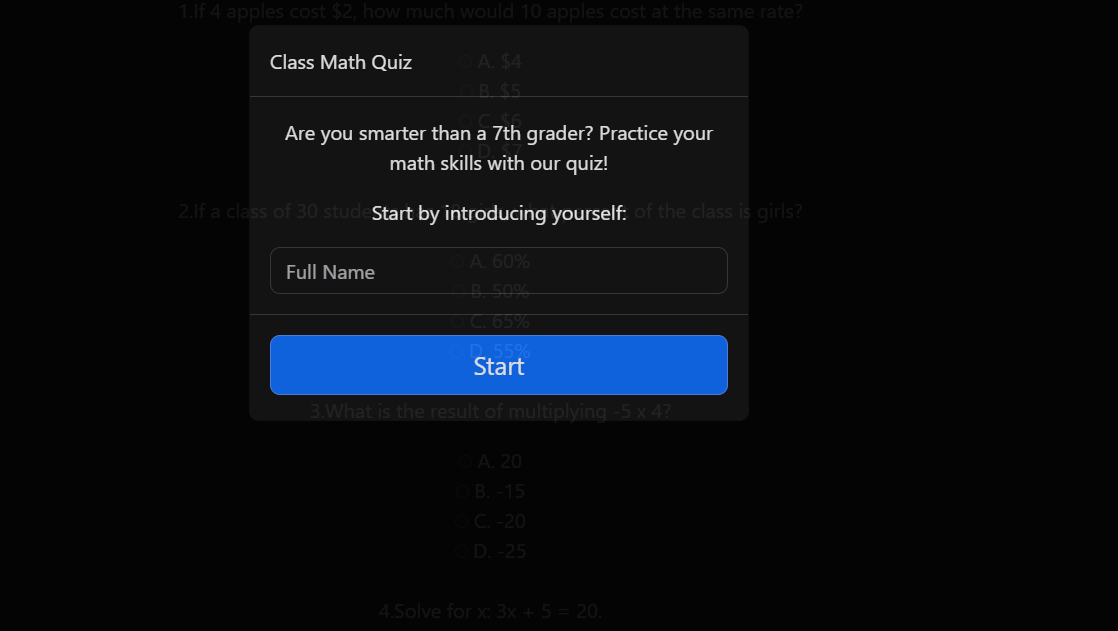 1.If 4 apples cost $2, how much would 10 apples cost at the same rate?
Class Math Quiz
A. $4
B. $5
C. $6
D. $7
Are you smarter than a 7th grader? Practice your
math skills with our quiz!
2.If a class of 30 of the class is girls?
Start by introducing yourself:
A. 60%
Full Name
B. 50%
C. 65%
D. 55%
Start
3.What is the result of multiplying -5 x 4?
A. 20
B. -15
C. -20
D. -25
4.Solve for x: 3x + 5 = 20.